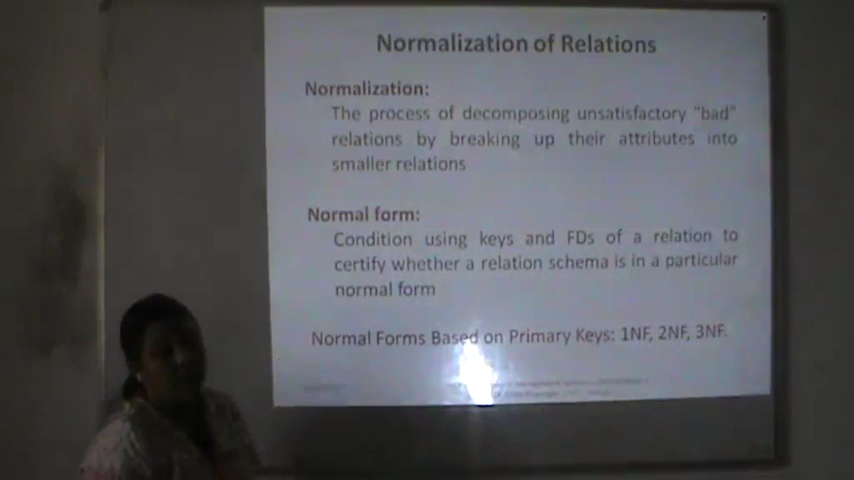 Normalization of Relations
Normalization:
The process of decomposing unsatisfactory "bad"
relations by breaking up their attributes into
smaller relations
Normal form:
Condition using keys and FDs of a relation to
certify whether a relation schema is in a particular
normal form
Normal Forms Based on Primary Keys: 1NF, 2NF, 3NF.